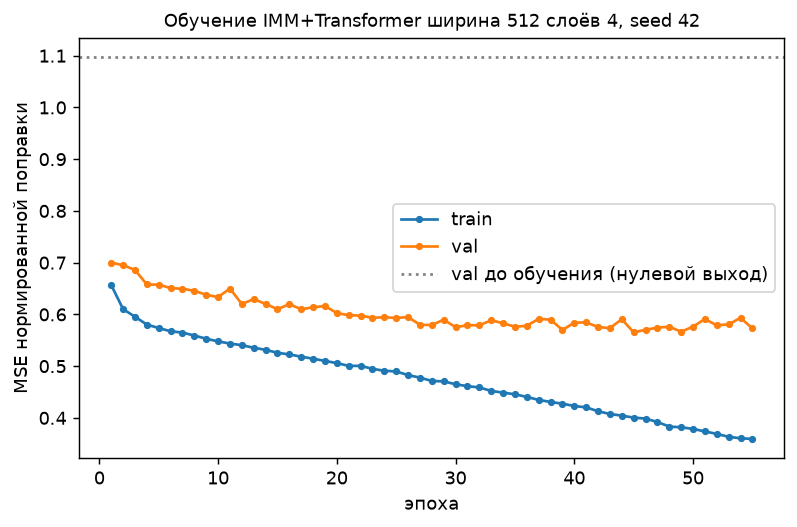 Обучение IMM+Transformer ширина 512 слоёв 4, seed 42
MSE нормированной поправки
1.1
1.0
0.9
0.8
0.7
0.6
0.5
0.4
train
val
val до обучения (нулевой выход)
0 10 20 30 40 50
эпоха